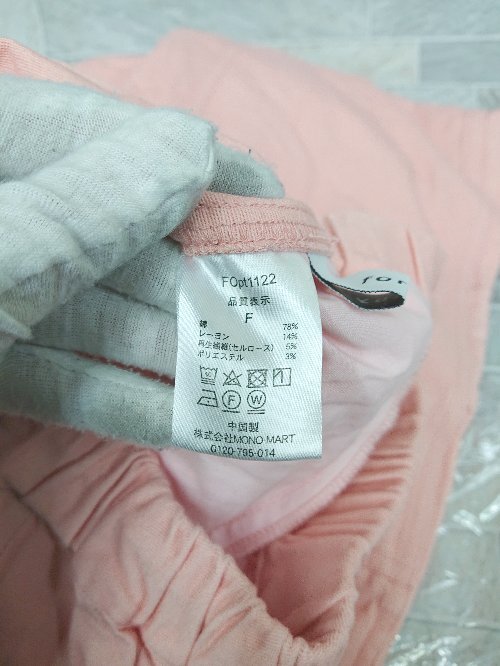 FOpt1122
品質表示
F
綿 78%
レーヨン 14%
再生繊維(セルロース) 5%
ポリエステル 3%
F W
中国製
株式会社MONO MART
0120-795-014
for